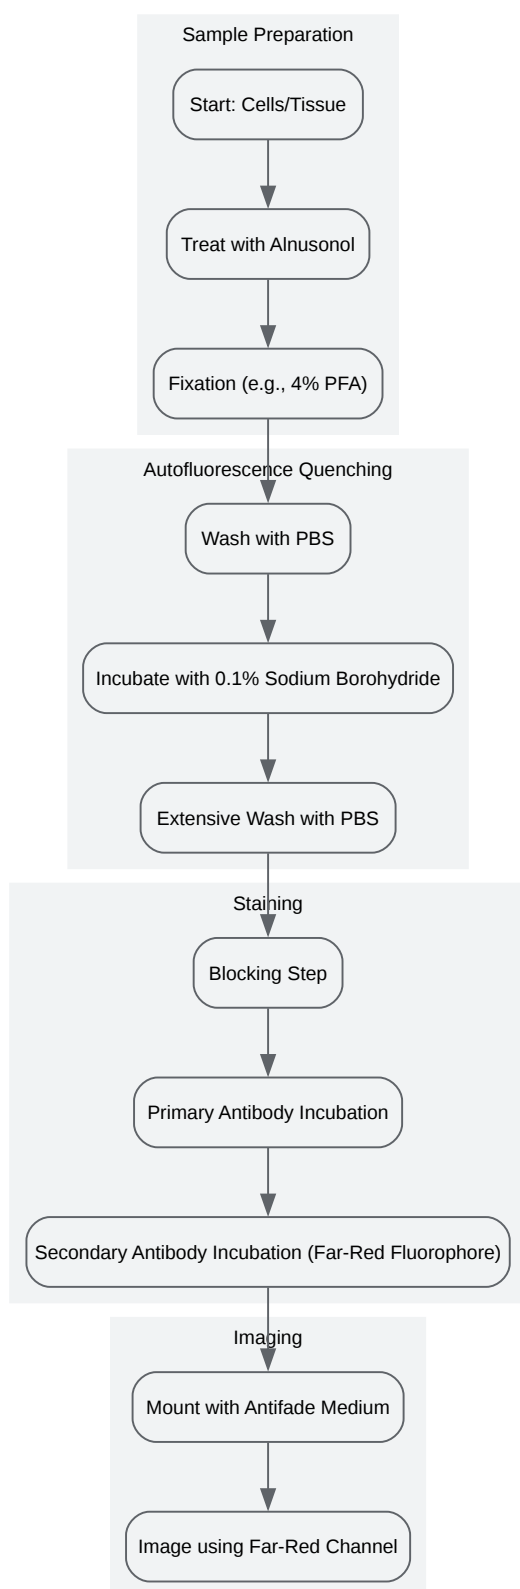 Sample Preparation
Start: Cells/Tissue
Treat with Alnusonol
Fixation (e.g., 4% PFA)
Autofluorescence Quenching
Wash with PBS
Incubate with 0.1% Sodium Borohydride
Extensive Wash with PBS
Staining
Blocking Step
Primary Antibody Incubation
Secondary Antibody Incubation (Far-Red Fluorophore)
Imaging
Mount with Antifade Medium
Image using Far-Red Channel